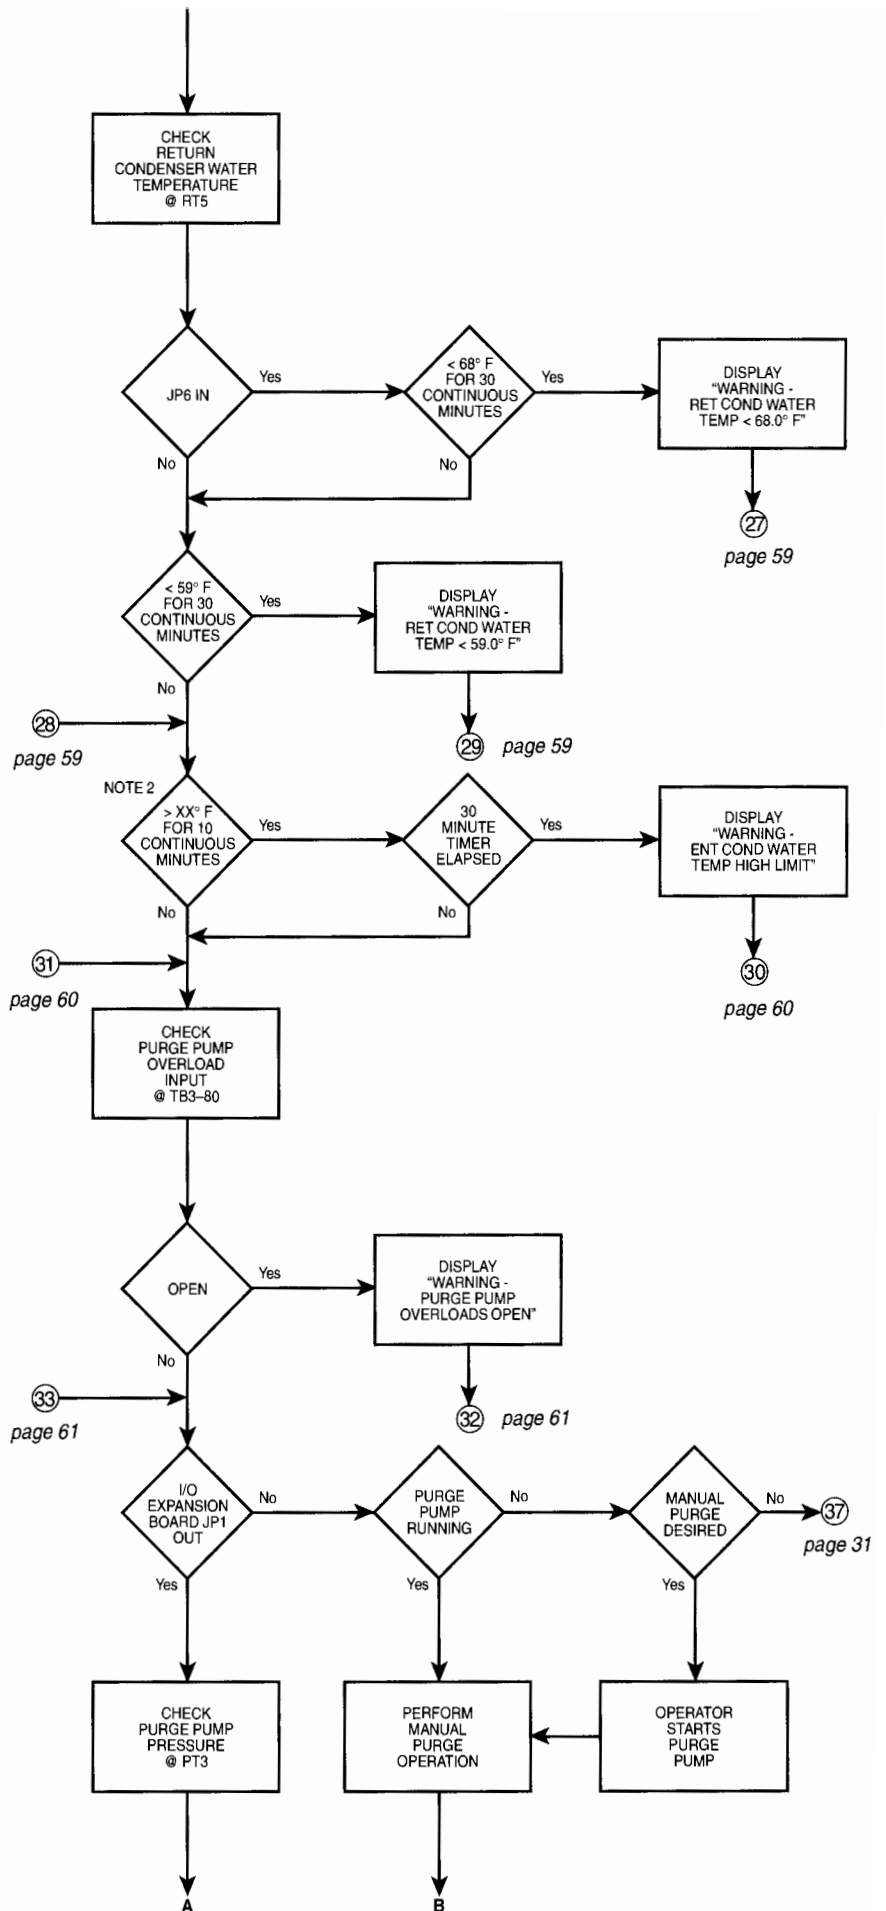 CHECK
RETURN
CONDENSER WATER
TEMPERATURE
@ RT5
JP6 IN
Yes
No
< 68° F
FOR 30
CONTINUOUS
MINUTES
Yes
No
DISPLAY
"WARNING -
RET COND WATER
TEMP < 68.0° F"
27
page 59
< 59° F
FOR 30
CONTINUOUS
MINUTES
Yes
No
DISPLAY
"WARNING -
RET COND WATER
TEMP < 59.0° F"
29 page 59
28
page 59
NOTE 2
> XX° F
FOR 10
CONTINUOUS
MINUTES
Yes
No
30
MINUTE
TIMER
ELAPSED
Yes
No
DISPLAY
"WARNING -
ENT COND WATER
TEMP HIGH LIMIT"
30
page 60
31
page 60
CHECK
PURGE PUMP
OVERLOAD
INPUT
@ TB3–80
OPEN
Yes
No
DISPLAY
"WARNING -
PURGE PUMP
OVERLOADS OPEN"
32 page 61
33
page 61
I/O
EXPANSION
BOARD JP1
OUT
No
Yes
PURGE
PUMP
RUNNING
No
Yes
MANUAL
PURGE
DESIRED
No
Yes
37
page 31
CHECK
PURGE PUMP
PRESSURE
@ PT3
PERFORM
MANUAL
PURGE
OPERATION
OPERATOR
STARTS
PURGE
PUMP
A
B